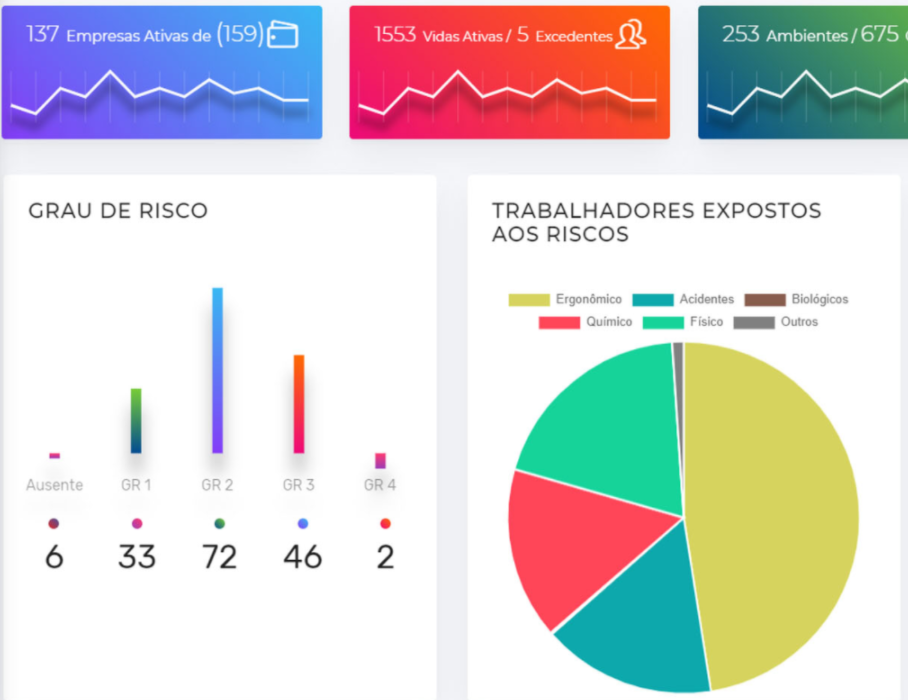 137 Empresas Ativas de (159)
1553 Vidas Ativas / 5 Excedentes
253 Ambientes / 675
GRAU DE RISCO
Ausente GR 1 GR 2 GR 3 GR 4
6 33 72 46 2
TRABALHADORES EXPOSTOS
AOS RISCOS
Ergonômico Acidentes Biológicos
Químico Físico Outros